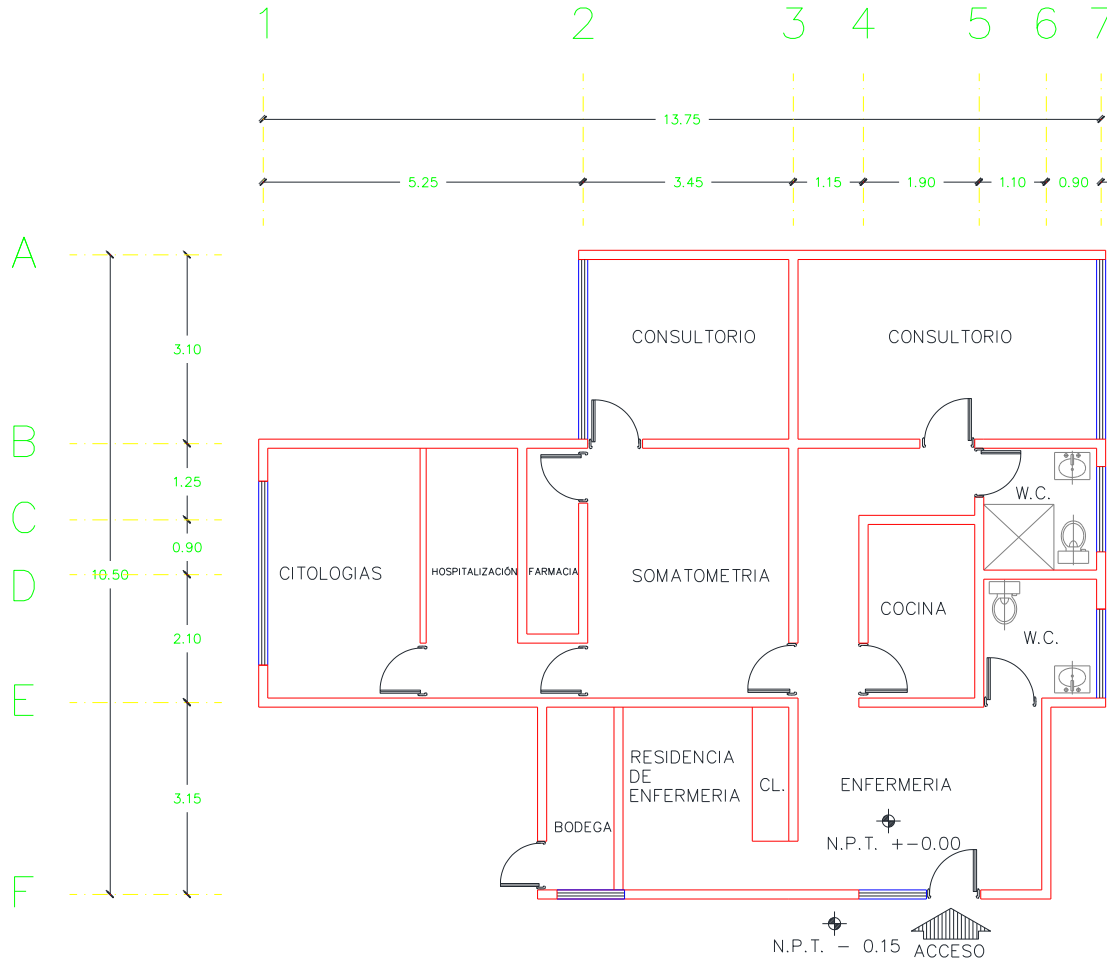 1 2 3 4 5 6 7
13.75
5.25 3.45 1.15 1.90 1.10 0.90
A
3.10
CONSULTORIO CONSULTORIO
B
1.25
W.C.
C
0.90
10.50
D
CITOLOGIAS HOSPITALIZACIÓN FARMACIA SOMATOMETRIA
COCINA
2.10
W.C.
E
RESIDENCIA
DE
ENFERMERIA
CL.
ENFERMERIA
3.15
BODEGA
N.P.T. +-0.00
F
N.P.T. - 0.15
ACCESO